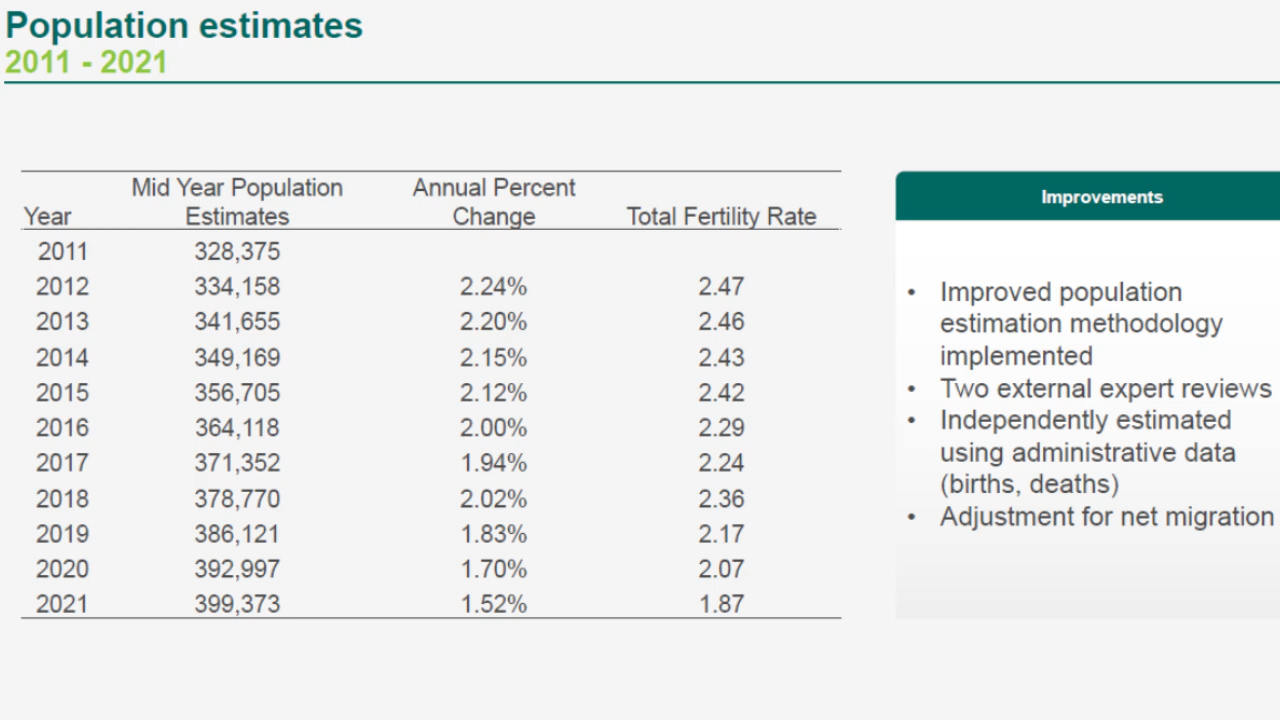 Population estimates
2011 - 2021
Mid Year Population Annual Percent
Year Estimates Change Total Fertility Rate
2011 328,375
2012 334,158 2.24% 2.47
2013 341,655 2.20% 2.46
2014 349,169 2.15% 2.43
2015 356,705 2.12% 2.42
2016 364,118 2.00% 2.29
2017 371,352 1.94% 2.24
2018 378,770 2.02% 2.36
2019 386,121 1.83% 2.17
2020 392,997 1.70% 2.07
2021 399,373 1.52% 1.87
Improvements
• Improved population
estimation methodology
implemented
• Two external expert reviews
• Independently estimated
using administrative data
(births, deaths)
• Adjustment for net migration